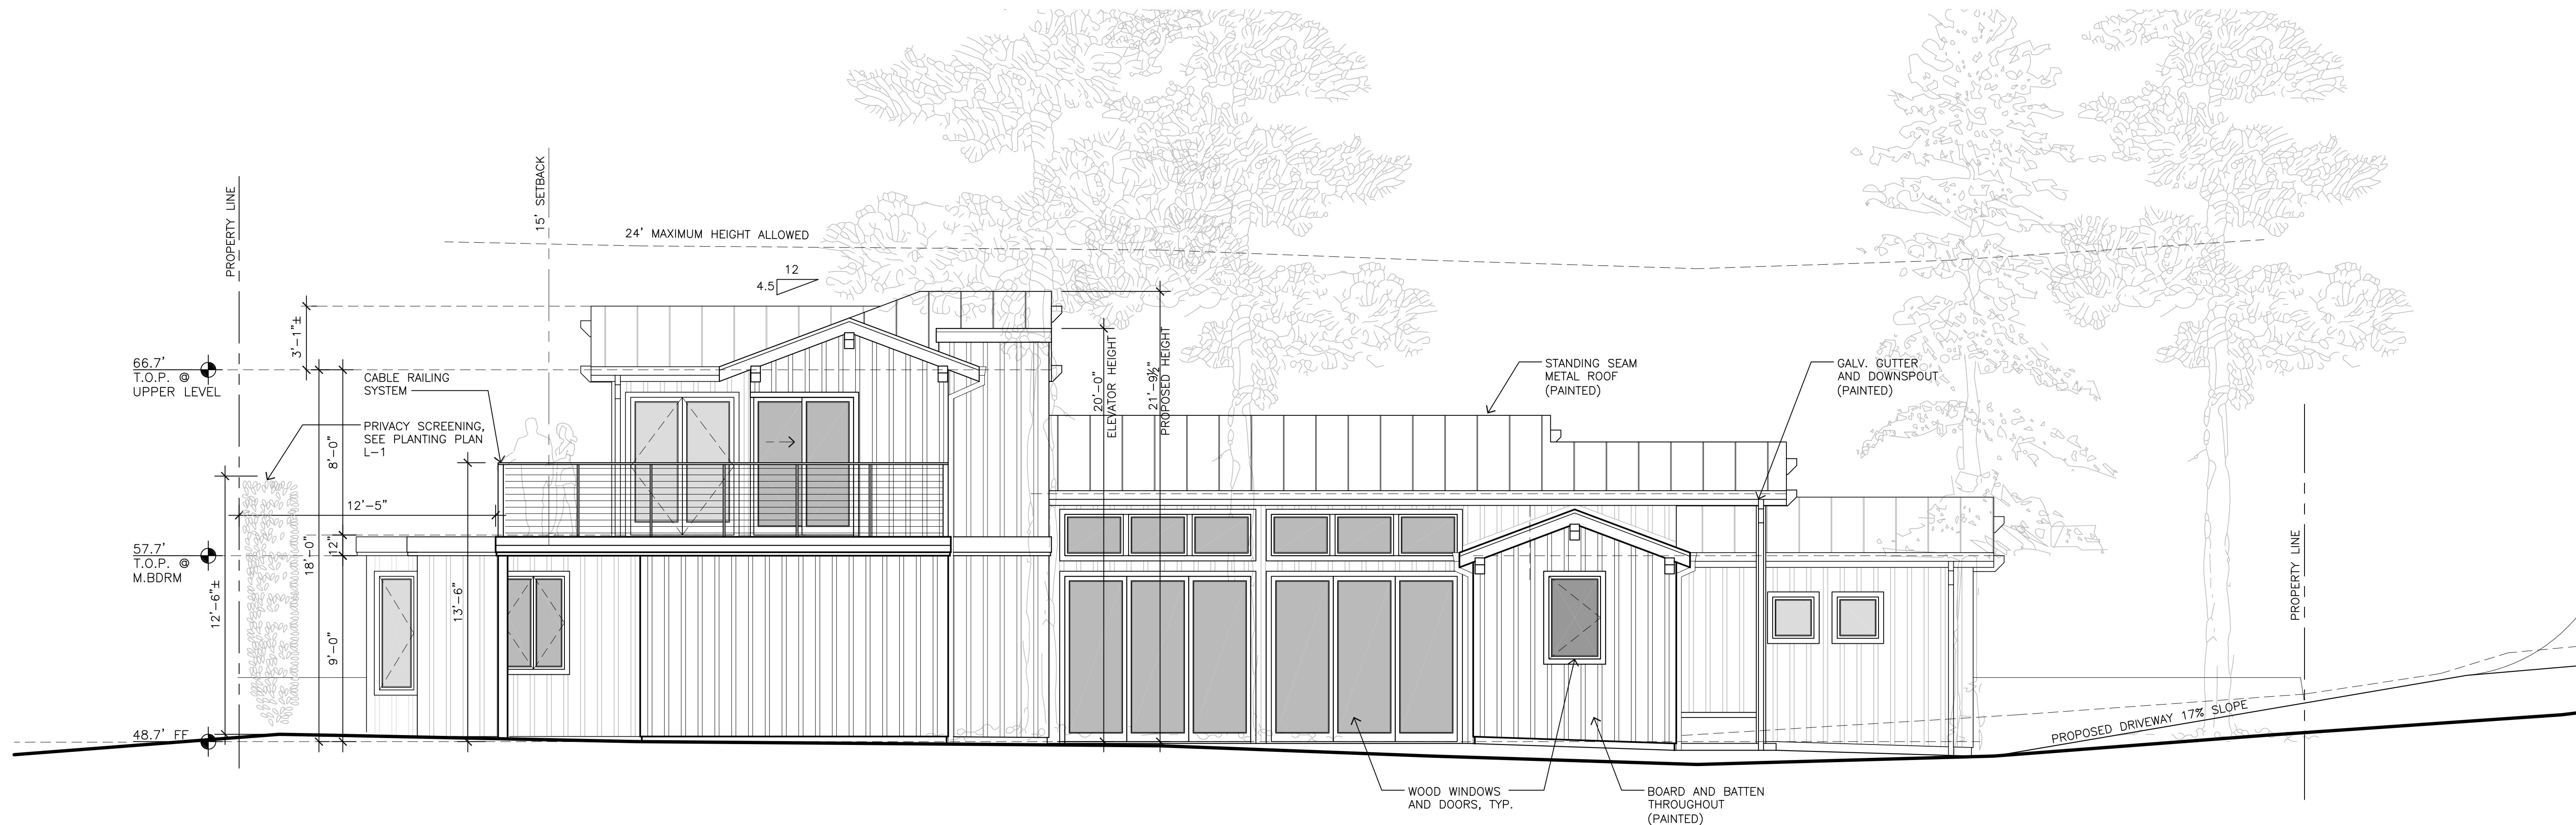 PROPERTY LINE
15' SETBACK
24' MAXIMUM HEIGHT ALLOWED
12
4.5
3'-1"±
66.7'
T.O.P. @
UPPER LEVEL
CABLE RAILING
SYSTEM
PRIVACY SCREENING,
SEE PLANTING PLAN
L-1
8'-0"
12'-5"
12"
18'-0"
57.7'
T.O.P. @
M.BDRM
12'-6"±
9'-0"
13'-6"
48.7' FF
20'-0"
ELEVATOR HEIGHT
21'-9½"
PROPOSED HEIGHT
STANDING SEAM
METAL ROOF
(PAINTED)
GALV. GUTTER
AND DOWNSPOUT
(PAINTED)
PROPERTY LINE
PROPOSED DRIVEWAY 17% SLOPE
WOOD WINDOWS
AND DOORS, TYP.
BOARD AND BATTEN
THROUGHOUT
(PAINTED)